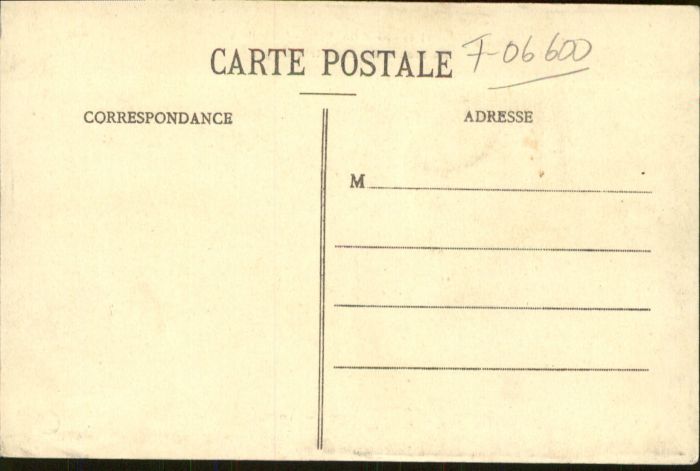 CARTE POSTALE F-06600
CORRESPONDANCE
ADRESSE
M